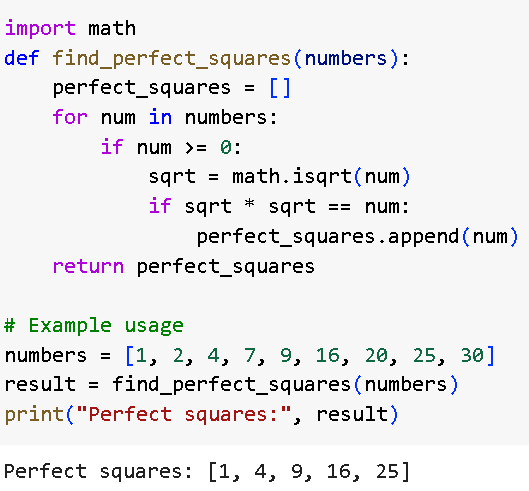 import math
def find_perfect_squares(numbers):
    perfect_squares = []
    for num in numbers:
        if num >= 0:
            sqrt = math.isqrt(num)
            if sqrt * sqrt == num:
                perfect_squares.append(num)
    return perfect_squares

# Example usage
numbers = [1, 2, 4, 7, 9, 16, 20, 25, 30]
result = find_perfect_squares(numbers)
print("Perfect squares:", result)

Perfect squares: [1, 4, 9, 16, 25]